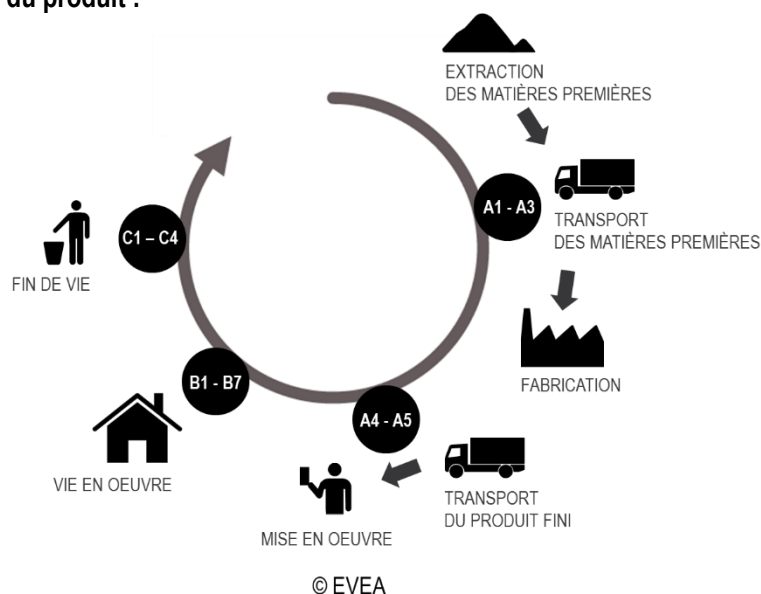 du produit :
EXTRACTION
DES MATIÈRES PREMIÈRES
A1 - A3
TRANSPORT
DES MATIÈRES PREMIÈRES
FABRICATION
A4 - A5
TRANSPORT
DU PRODUIT FINI
MISE EN OEUVRE
B1 - B7
VIE EN OEUVRE
C1 – C4
FIN DE VIE
© EVEA